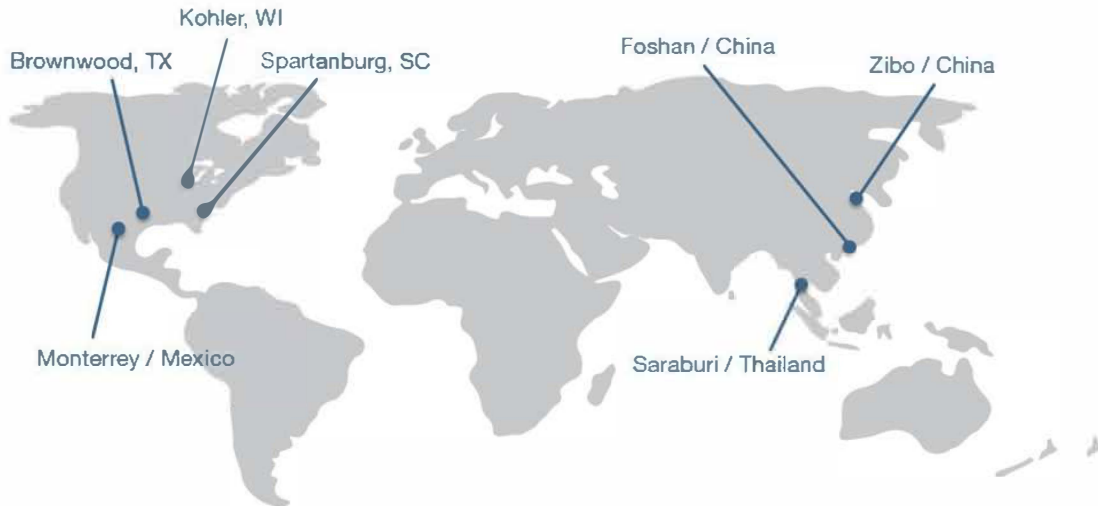 Kohler, WI
Brownwood, TX
Spartanburg, SC
Foshan / China
Zibo / China
Monterrey / Mexico
Saraburi / Thailand